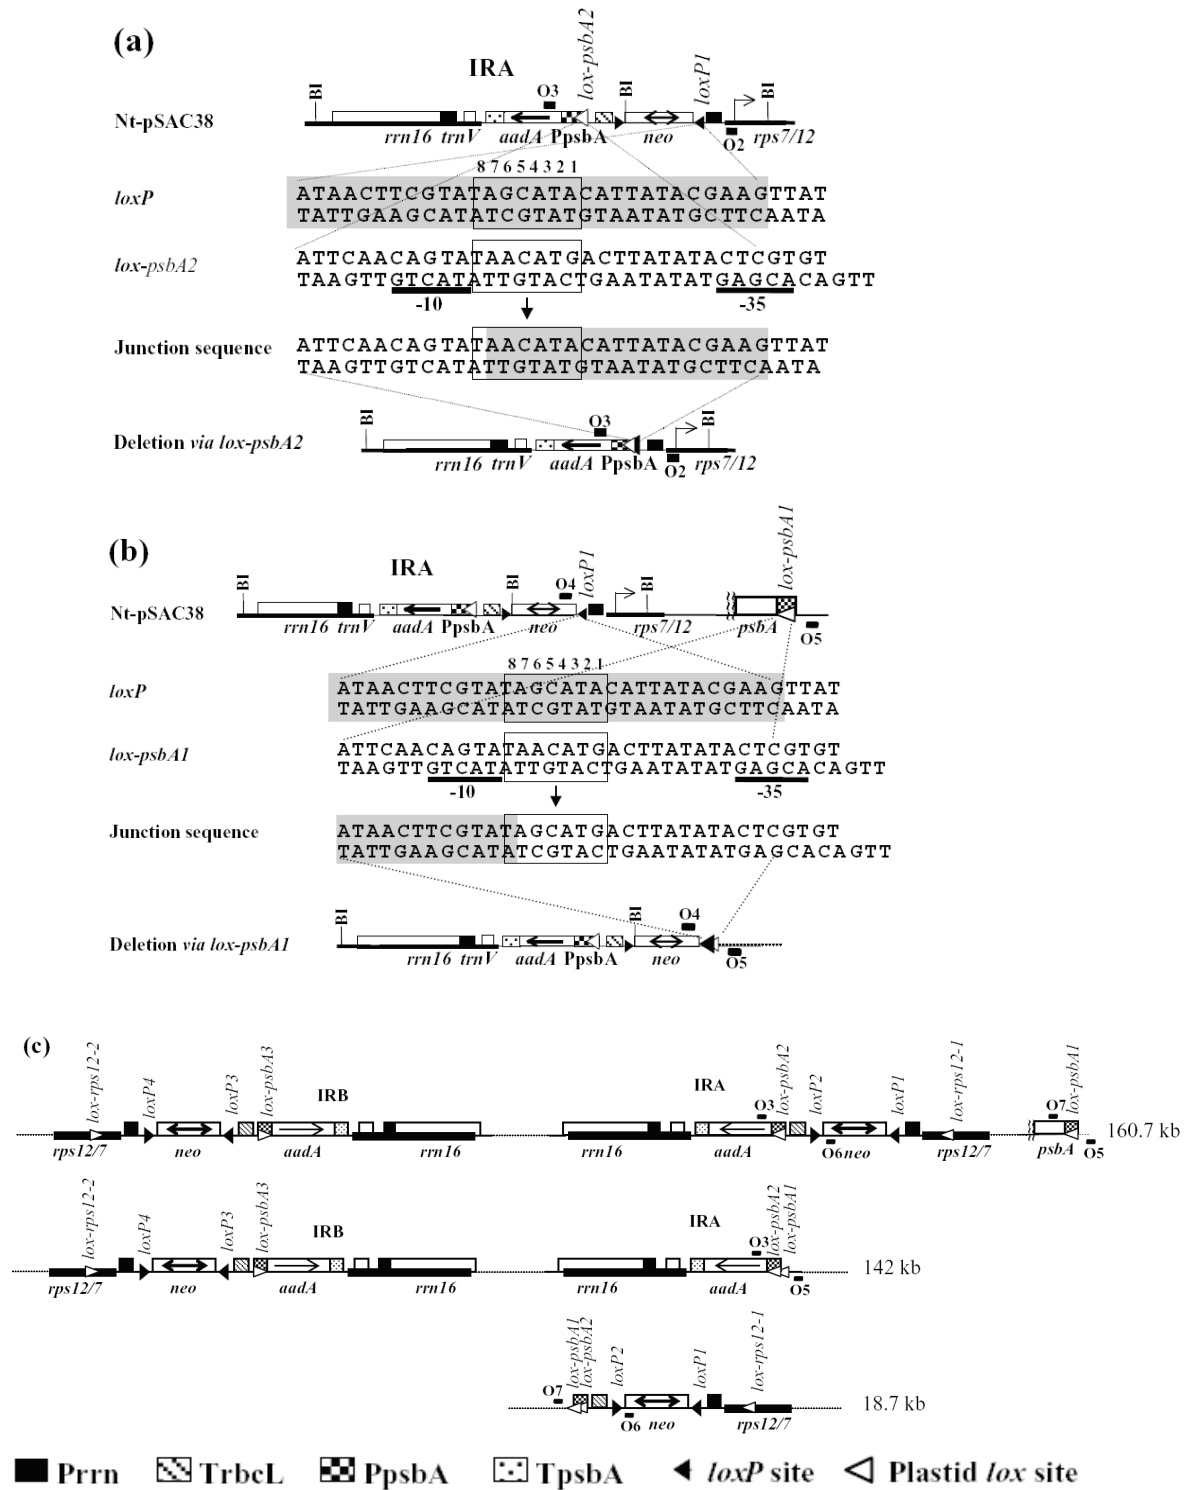 (a)
IRA
lox-psbA2
loxP1
BI
O3
BI
BI
Nt-pSAC38
rrn16 trnV aadA PpsbA neo O2 rps7/12
8 7 6 5 4 3 2 1
loxP
ATAACTTCGTATAGCATACATTATACGAAGTTAT
TATTGAAGCATATCGTATGTAATATGCTTCAATA
lox-psbA2
ATTCAACAGTATAACATGACTTATATACTCGTGT
TAAGTTGTCATATTGTACTGAATATATGAGCACAGTT
-10 -35
Junction sequence
ATTCAACAGTATAACATACATTATACGAAGTTAT
TAAGTTGTCATATTGTATGTAATATGCTTCAATA
BI O3 BI
Deletion via lox-psbA2
rrn16 trnV aadA PpsbA O2 rps7/12
(b)
IRA
loxP1
lox-psbA1
BI BI O4 BI
Nt-pSAC38
rrn16 trnV aadA PpsbA neo rps7/12 psbA O5
8 7 6 5 4 3 2 1
loxP
ATAACTTCGTATAGCATACATTATACGAAGTTAT
TATTGAAGCATATCGTATGTAATATGCTTCAATA
lox-psbA1
ATTCAACAGTATAACATGACTTATATACTCGTGT
TAAGTTGTCATATTGTACTGAATATATGAGCACAGTT
-10 -35
Junction sequence
ATAACTTCGTATAGCATGACTTATATACTCGTGT
TATTGAAGCATATCGTACTGAATATATGAGCACAGTT
BI BI O4
Deletion via lox-psbA1
rrn16 trnV aadA PpsbA neo O5
(c)
lox-rps12-2 loxP4 loxP3 lox-psbA3 IRB IRA lox-psbA2 loxP2 loxP1 lox-rps12-1 lox-psbA1
O3 O7
160.7 kb
rps12/7 neo aadA rrn16 rrn16 aadA O6 neo rps12/7 psbA O5
lox-rps12-2 loxP4 loxP3 lox-psbA3 IRB IRA lox-psbA2 lox-psbA1
O3
142 kb
rps12/7 neo aadA rrn16 rrn16 aadA O5
lox-psbA1 lox-psbA2 loxP2 loxP1 lox-rps12-1
O7
18.7 kb
O6 neo rps12/7
Prrn TrbcL PpsbA TpsbA loxP site Plastid lox site